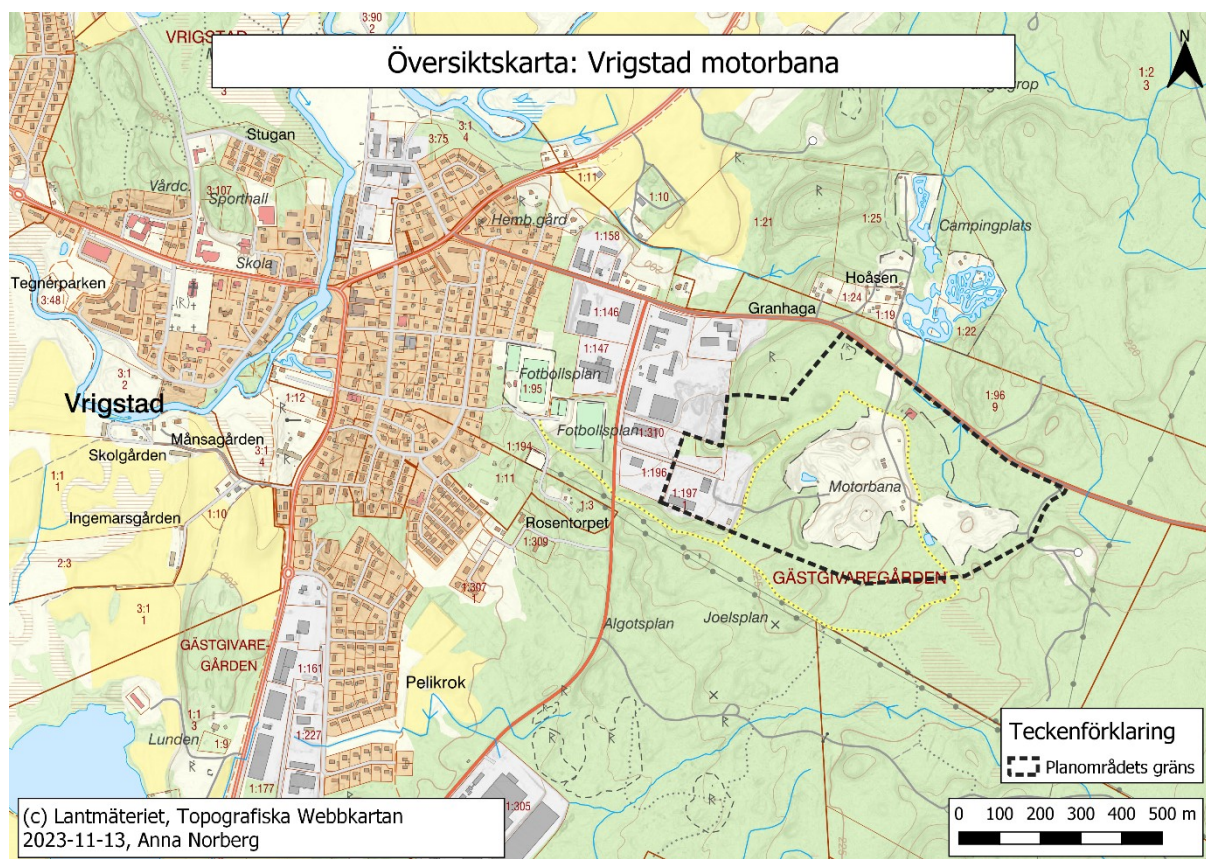 Översiktskarta: Vrigstad motorbana
N
3:90
2
VRIGSTAD
3
1:2
3
Stugan
3:75
3:1
4
1:11
1:10
1:21
1:25
Vårdc.
3:107
Sporthall
Hemb.gård
1:158
Campingplats
Skola
Hoåsen
Tegnérparken
3:48
1:24
1:19
(R)
1:146
Granhaga
1:22
1:147
Fotbollsplan
1:95
3:1
2
1:96
9
1:12
Vrigstad
Fotbollsplan
1:310
Månsagården
3:1
4
1:194
1:196
Skolgården
1:1
1
1:11
1:197
Motorbana
1:10
Ingemarsgården
1:3
Rosentorpet
1:309
2:3
GÄSTGIVAREGÅRDEN
1:307
1
3:1
1
Algotsplan
Joelsplan
GÄSTGIVARE-
GÅRDEN
1:161
Pelikrok
1:1
3
Lunden
1:9
1:227
1:177
1:305
Teckenförklaring
Planområdets gräns
0 100 200 300 400 500 m
(c) Lantmäteriet, Topografiska Webbkartan
2023-11-13, Anna Norberg